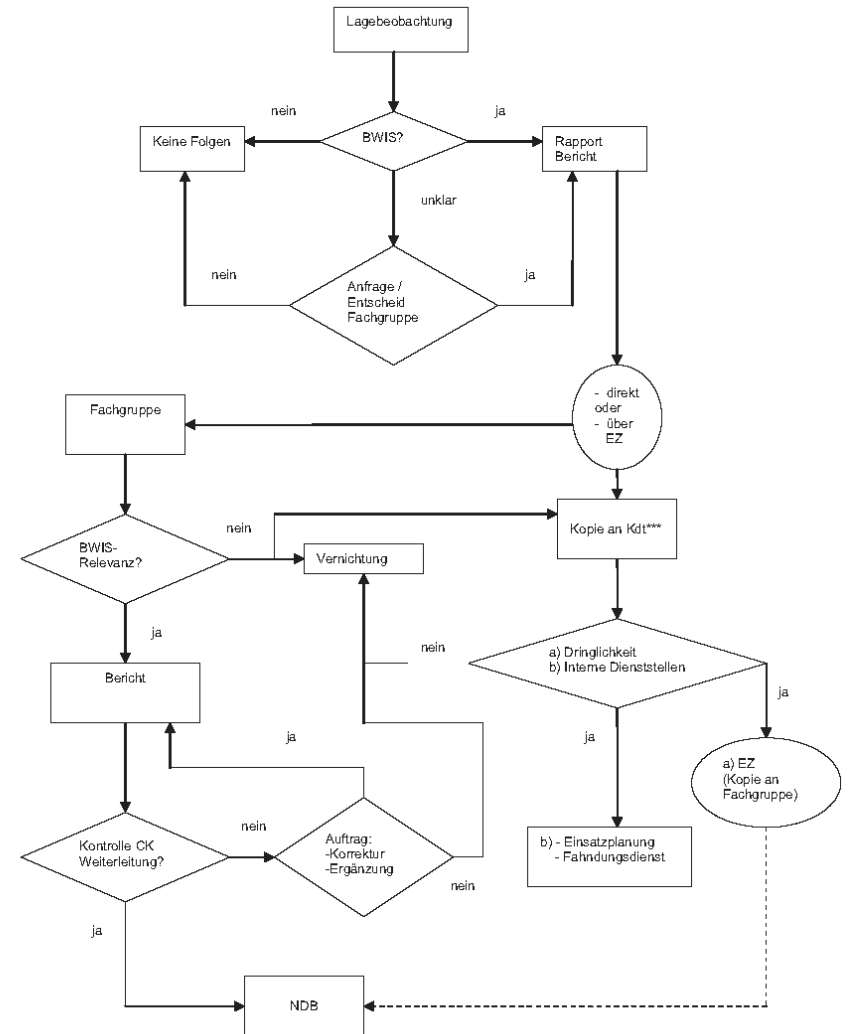 Lagebeobachtung
nein
ja
Keine Folgen
BWIS?
Rapport
Bericht
unklar
nein
ja
Anfrage /
Entscheid
Fachgruppe
- direkt
oder
- über
EZ
Fachgruppe
nein
Kopie an Kdt***
BWIS-
Relevanz?
Vernichtung
ja
nein
a) Dringlichkeit
b) Interne Dienststellen
Bericht
ja
ja
ja
a) EZ
(Kopie an
Fachgruppe)
Kontrolle CK
Weiterleitung?
nein
Auftrag:
-Korrektur
-Ergänzung
nein
b) - Einsatzplanung
- Fahndungsdienst
ja
NDB